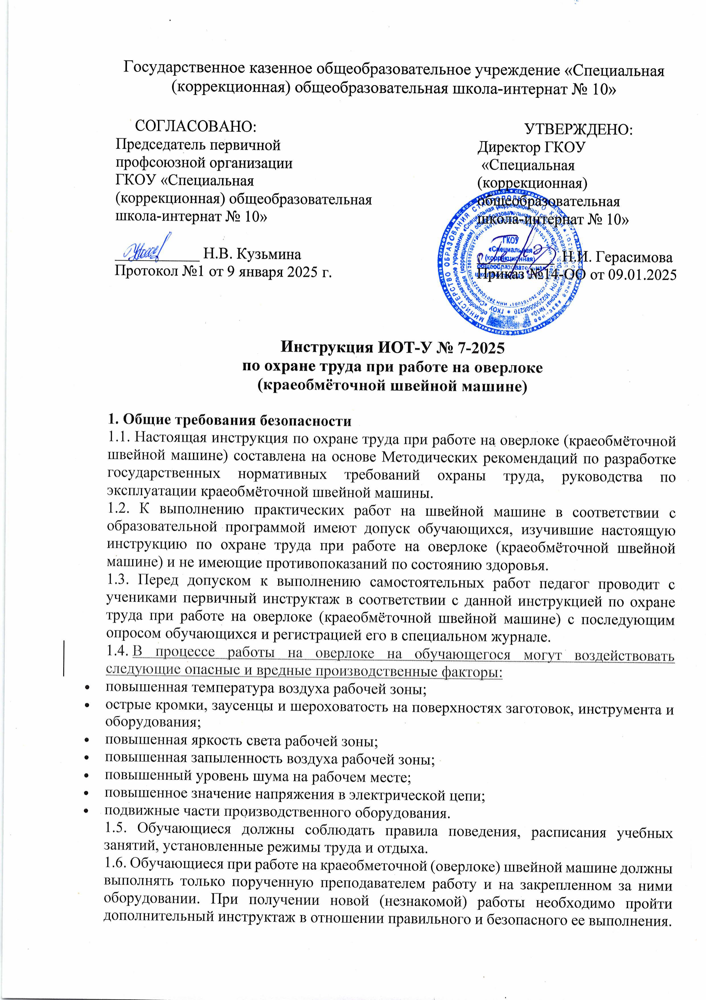 Государственное казенное общеобразовательное учреждение «Специальная
(коррекционная) общеобразовательная школа-интернат № 10»
СОГЛАСОВАНО:
Председатель первичной
профсоюзной организации
ГКОУ «Специальная
(коррекционная) общеобразовательная
школа-интернат № 10»
Н.В. Кузьмина
Протокол №1 от 9 января 2025 г.
УТВЕРЖДЕНО:
Директор ГКОУ
«Специальная
(коррекционная)
общеобразовательная
школа-интернат № 10»
Н.И. Герасимова
Приказ №14-ОО от 09.01.2025
ГКОУ
«Специальная
(коррекционная)
общеобразовательная
МИНИСТЕРСТВО ОБРАЗОВАНИЯ СТАВРОПОЛЬСКОГО КРАЯ
Инструкция ИОТ-У № 7-2025
по охране труда при работе на оверлоке
(краеобмёточной швейной машине)
1. Общие требования безопасности
1.1. Настоящая инструкция по охране труда при работе на оверлоке (краеобмёточной
швейной машине) составлена на основе Методических рекомендаций по разработке
государственных нормативных требований охраны труда, руководства по
эксплуатации краеобмёточной швейной машины.
1.2. К выполнению практических работ на швейной машине в соответствии с
образовательной программой имеют допуск обучающихся, изучившие настоящую
инструкцию по охране труда при работе на оверлоке (краеобмёточной швейной
машине) и не имеющие противопоказаний по состоянию здоровья.
1.3. Перед допуском к выполнению самостоятельных работ педагог проводит с
учениками первичный инструктаж в соответствии с данной инструкцией по охране
труда при работе на оверлоке (краеобмёточной швейной машине) с последующим
опросом обучающихся и регистрацией его в специальном журнале.
1.4. В процессе работы на оверлоке на обучающегося могут воздействовать
следующие опасные и вредные производственные факторы:
• повышенная температура воздуха рабочей зоны;
• острые кромки, заусенцы и шероховатость на поверхностях заготовок, инструмента и
оборудования;
• повышенная яркость света рабочей зоны;
• повышенная запыленность воздуха рабочей зоны;
• повышенный уровень шума на рабочем месте;
• повышенное значение напряжения в электрической цепи;
• подвижные части производственного оборудования.
1.5. Обучающиеся должны соблюдать правила поведения, расписания учебных
занятий, установленные режимы труда и отдыха.
1.6. Обучающиеся при работе на краеобметочной (оверлоке) швейной машине должны
выполнять только порученную преподавателем работу и на закрепленном за ними
оборудовании. При получении новой (незнакомой) работы необходимо пройти
дополнительный инструктаж в отношении правильного и безопасного ее выполнения.